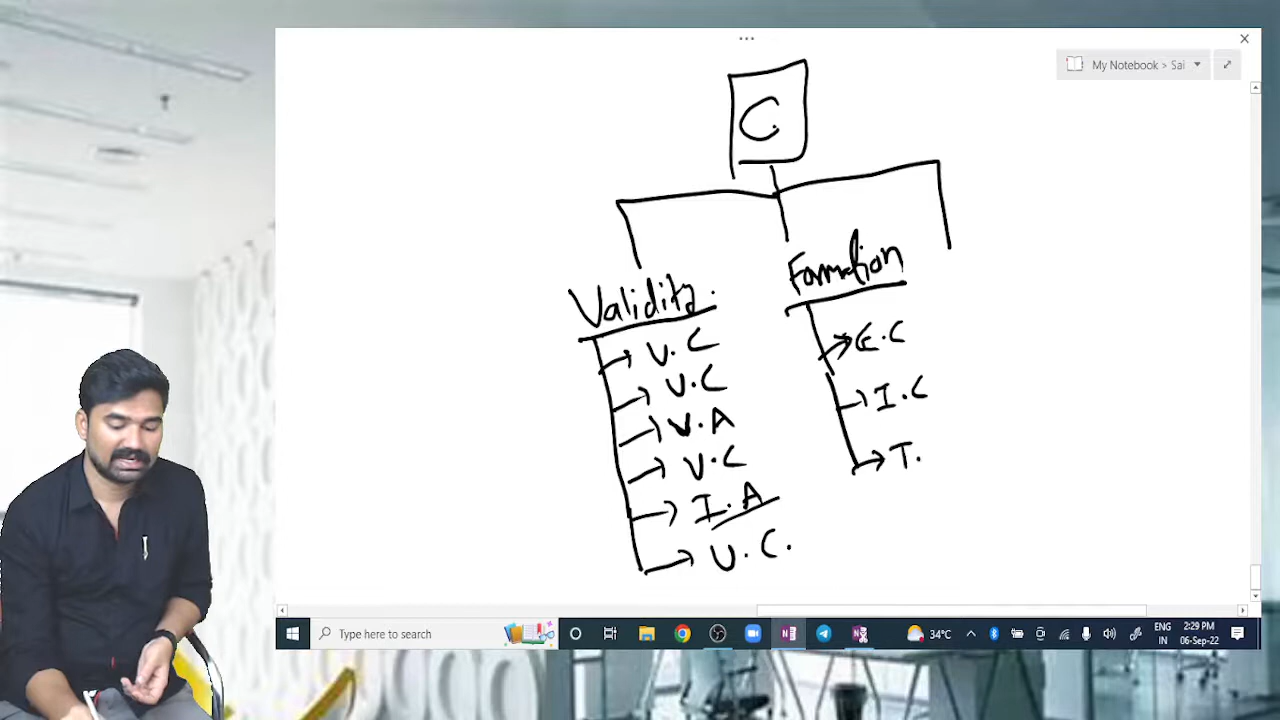 My Notebook > Sai
C
Validity
V.C
V.C
V.A
V.C
I.A
U.C.
Formation
E.C
I.C
T.
Type here to search
34°C
ENG
IN
2:29 PM
06-Sep-22